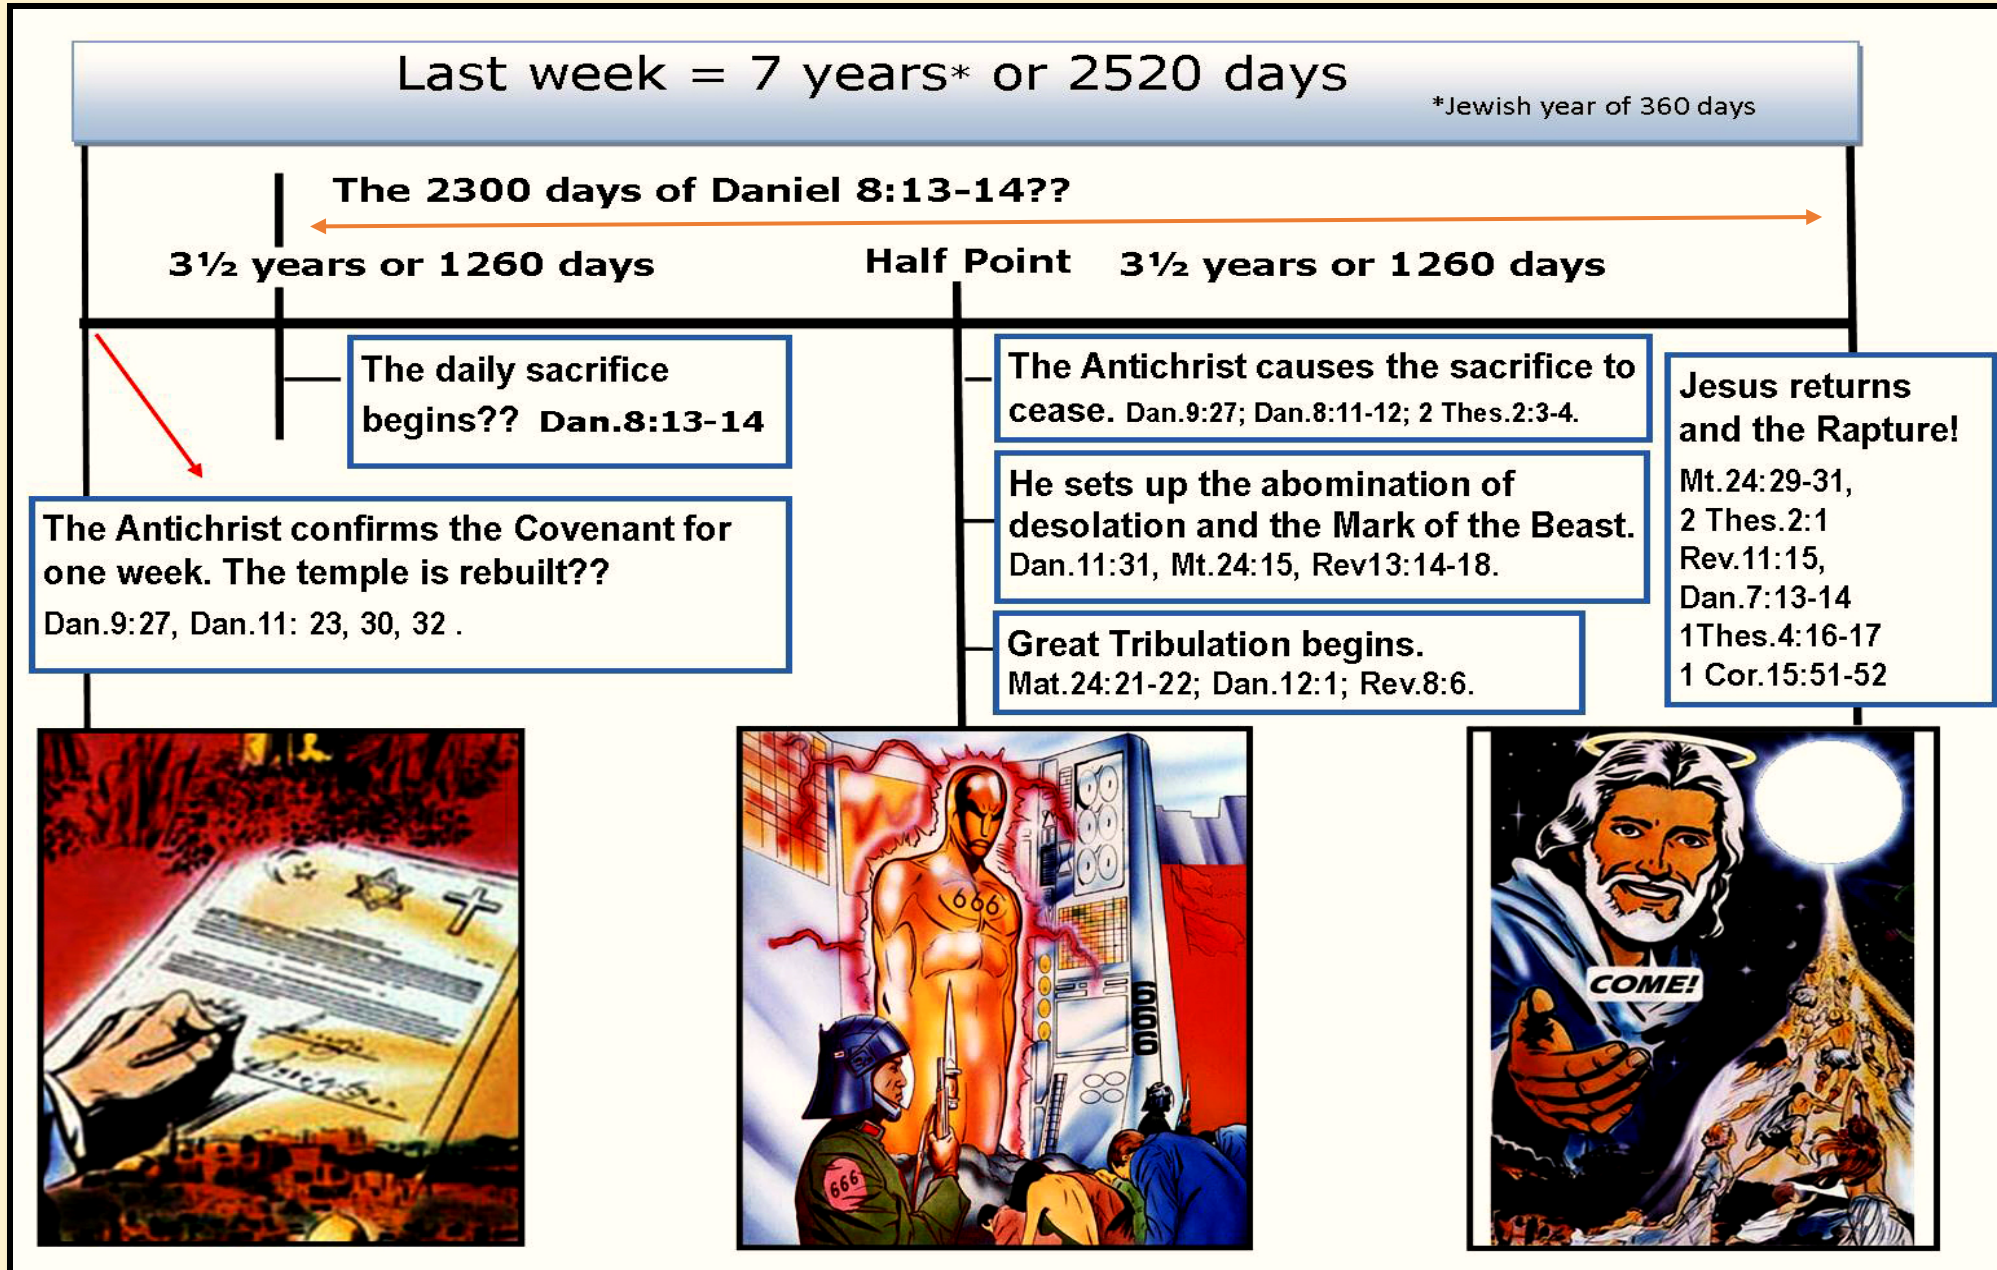 Last week = 7 years* or 2520 days
*Jewish year of 360 days
The 2300 days of Daniel 8:13-14??
3½ years or 1260 days
Half Point
3½ years or 1260 days
The daily sacrifice
begins?? Dan.8:13-14
The Antichrist confirms the Covenant for
one week. The temple is rebuilt??
Dan.9:27, Dan.11: 23, 30, 32 .
The Antichrist causes the sacrifice to
cease. Dan.9:27; Dan.8:11-12; 2 Thes.2:3-4.
He sets up the abomination of
desolation and the Mark of the Beast.
Dan.11:31, Mt.24:15, Rev13:14-18.
Great Tribulation begins.
Mat.24:21-22; Dan.12:1; Rev.8:6.
Jesus returns
and the Rapture!
Mt.24:29-31,
2 Thes.2:1
Rev.11:15,
Dan.7:13-14
1Thes.4:16-17
1 Cor.15:51-52
666
666
666
COME!